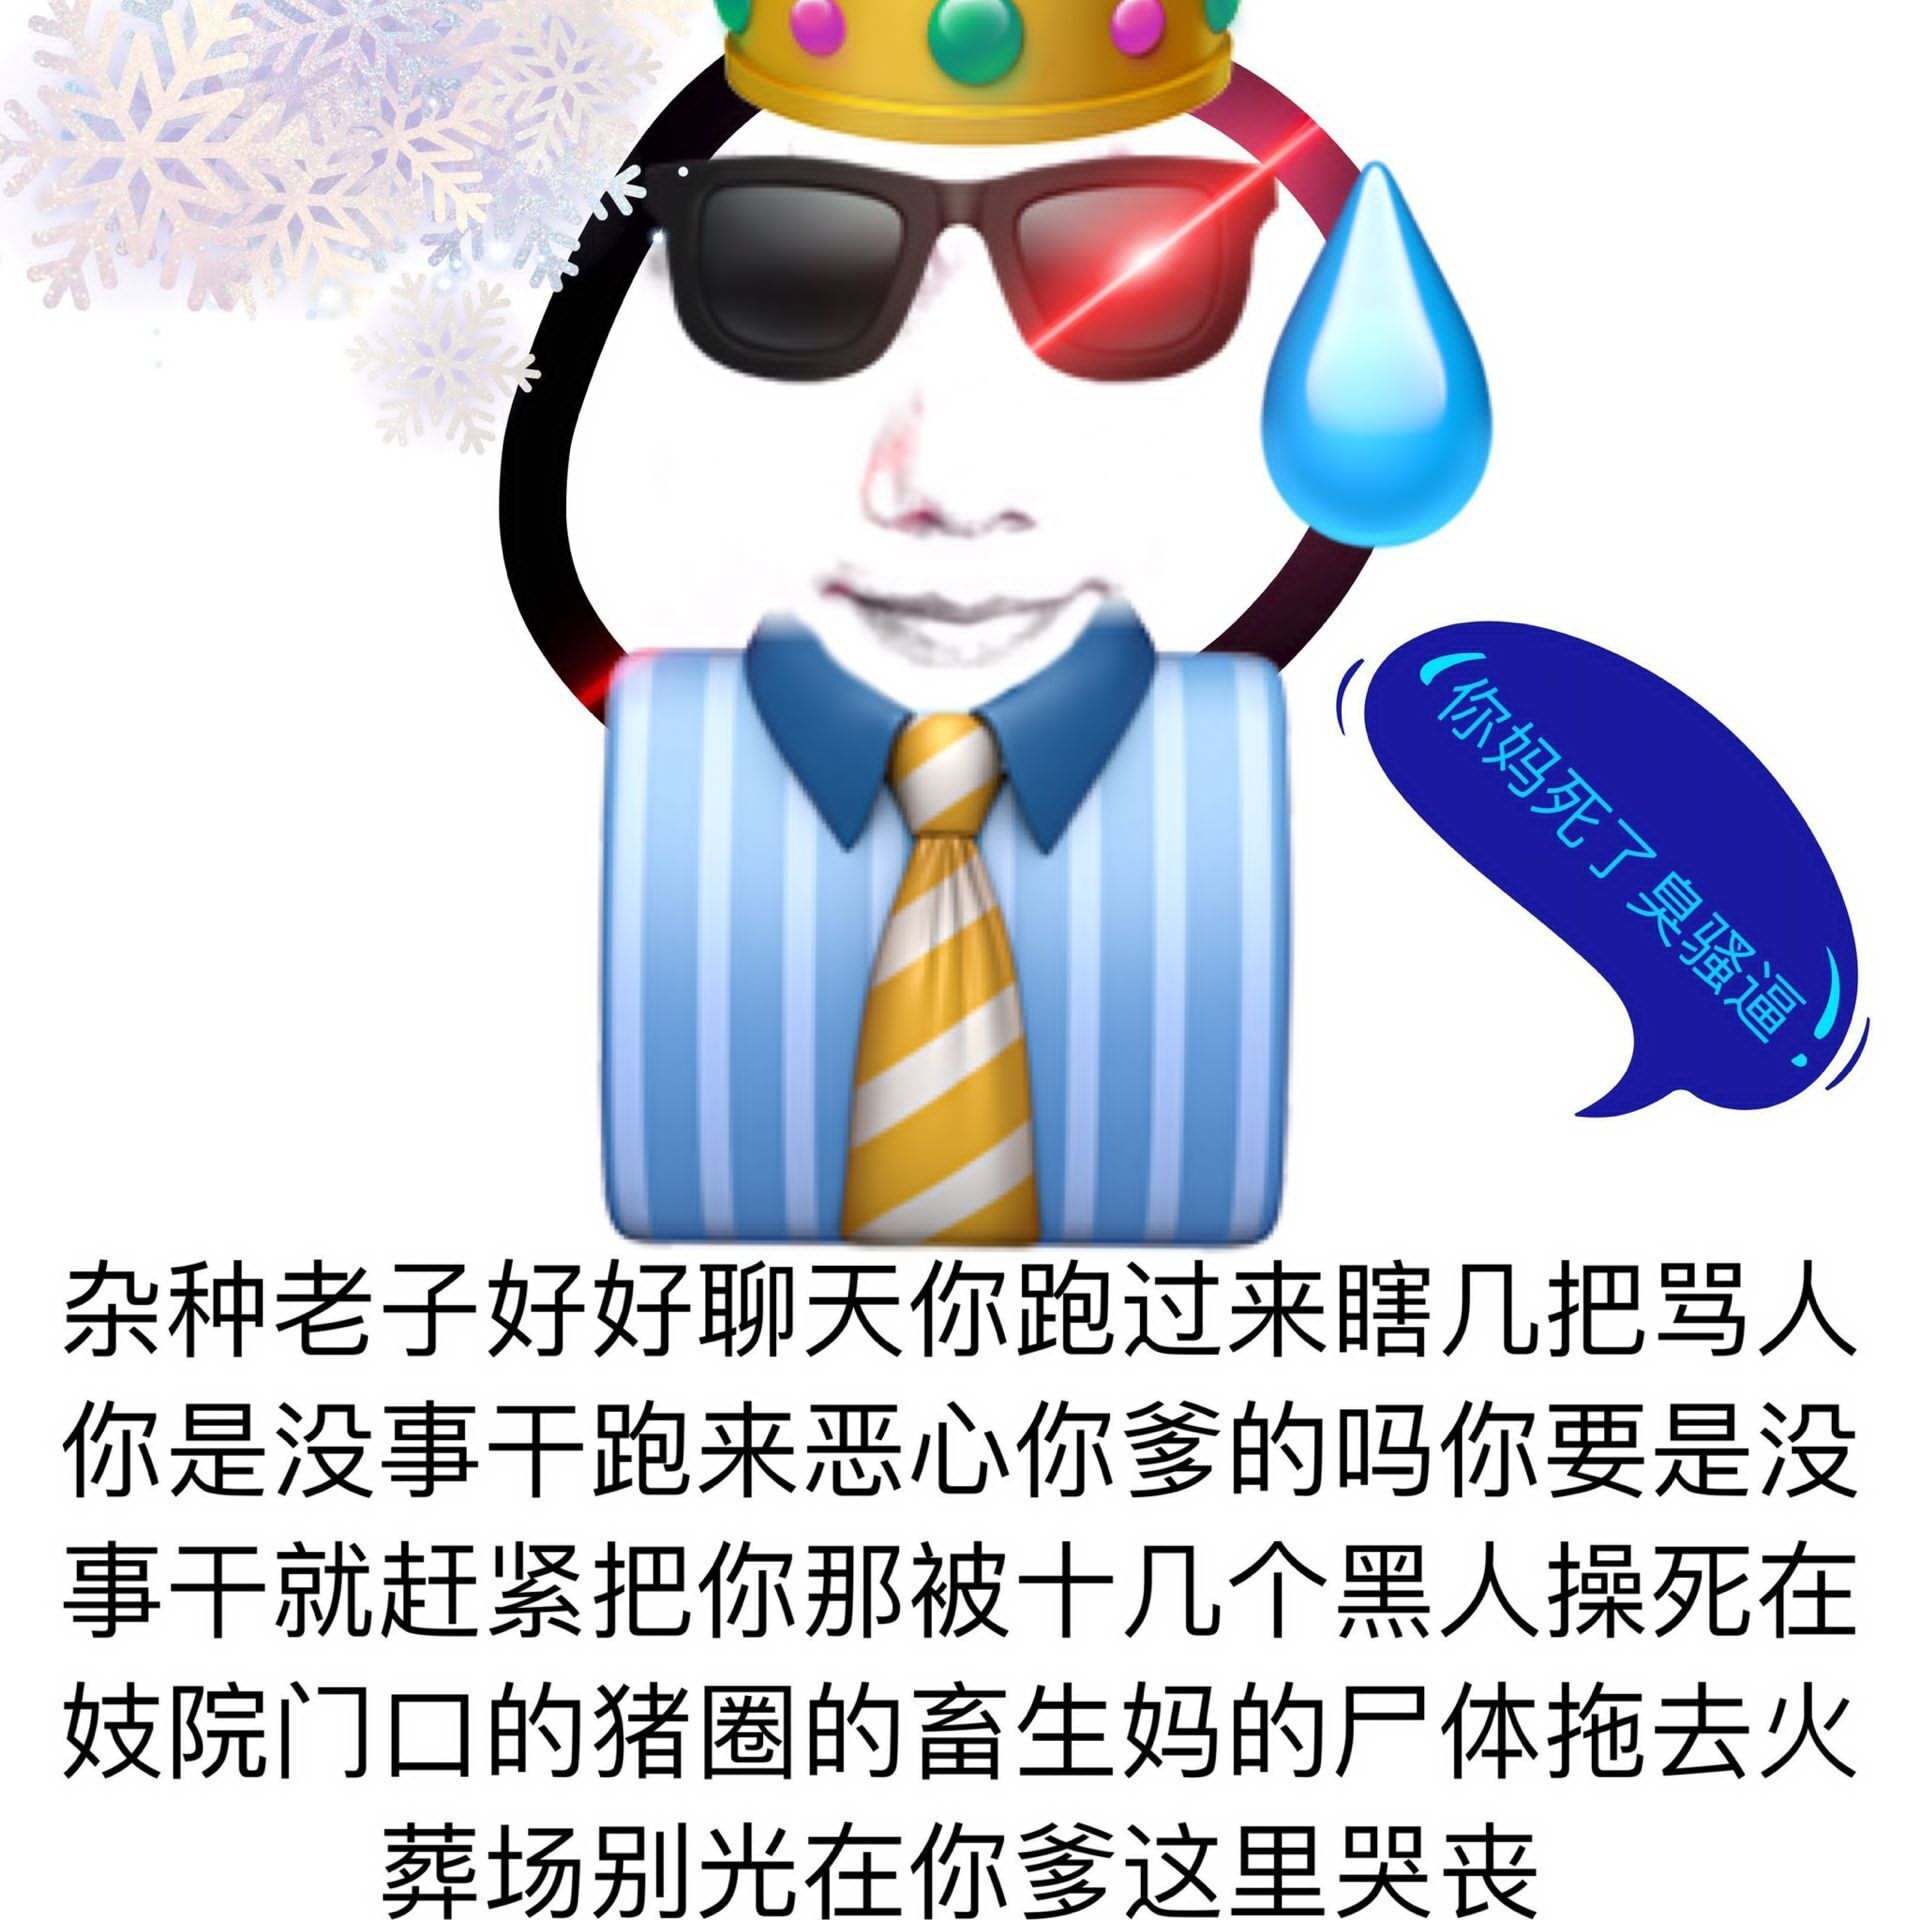 你妈死了臭骚逼
杂种老子好好聊天你跑过来瞎几把骂人
你是没事干跑来恶心你爹的吗你要是没
事干就赶紧把你那被十几个黑人操死在
妓院门口的猪圈的畜生妈的尸体拖去火
葬场别光在你爹这里哭丧